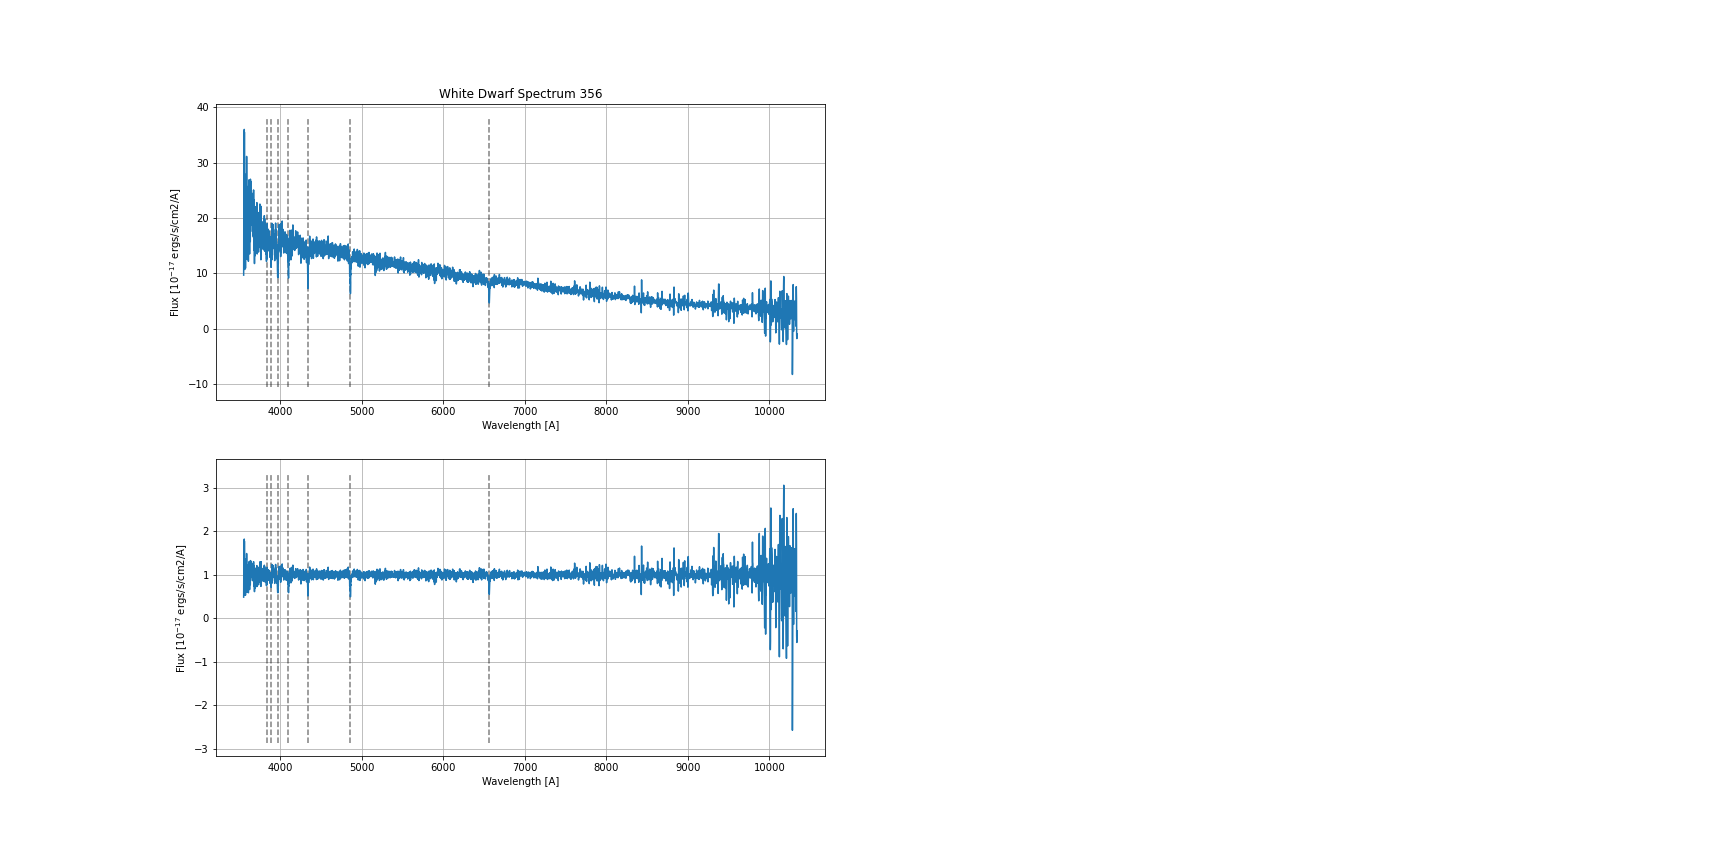 White Dwarf Spectrum 356
40
30
20
10
0
−10
Flux [10⁻¹⁷ ergs/s/cm2/A]
4000 5000 6000 7000 8000 9000 10000
Wavelength [A]
3
2
1
0
−1
−2
−3
Flux [10⁻¹⁷ ergs/s/cm2/A]
4000 5000 6000 7000 8000 9000 10000
Wavelength [A]